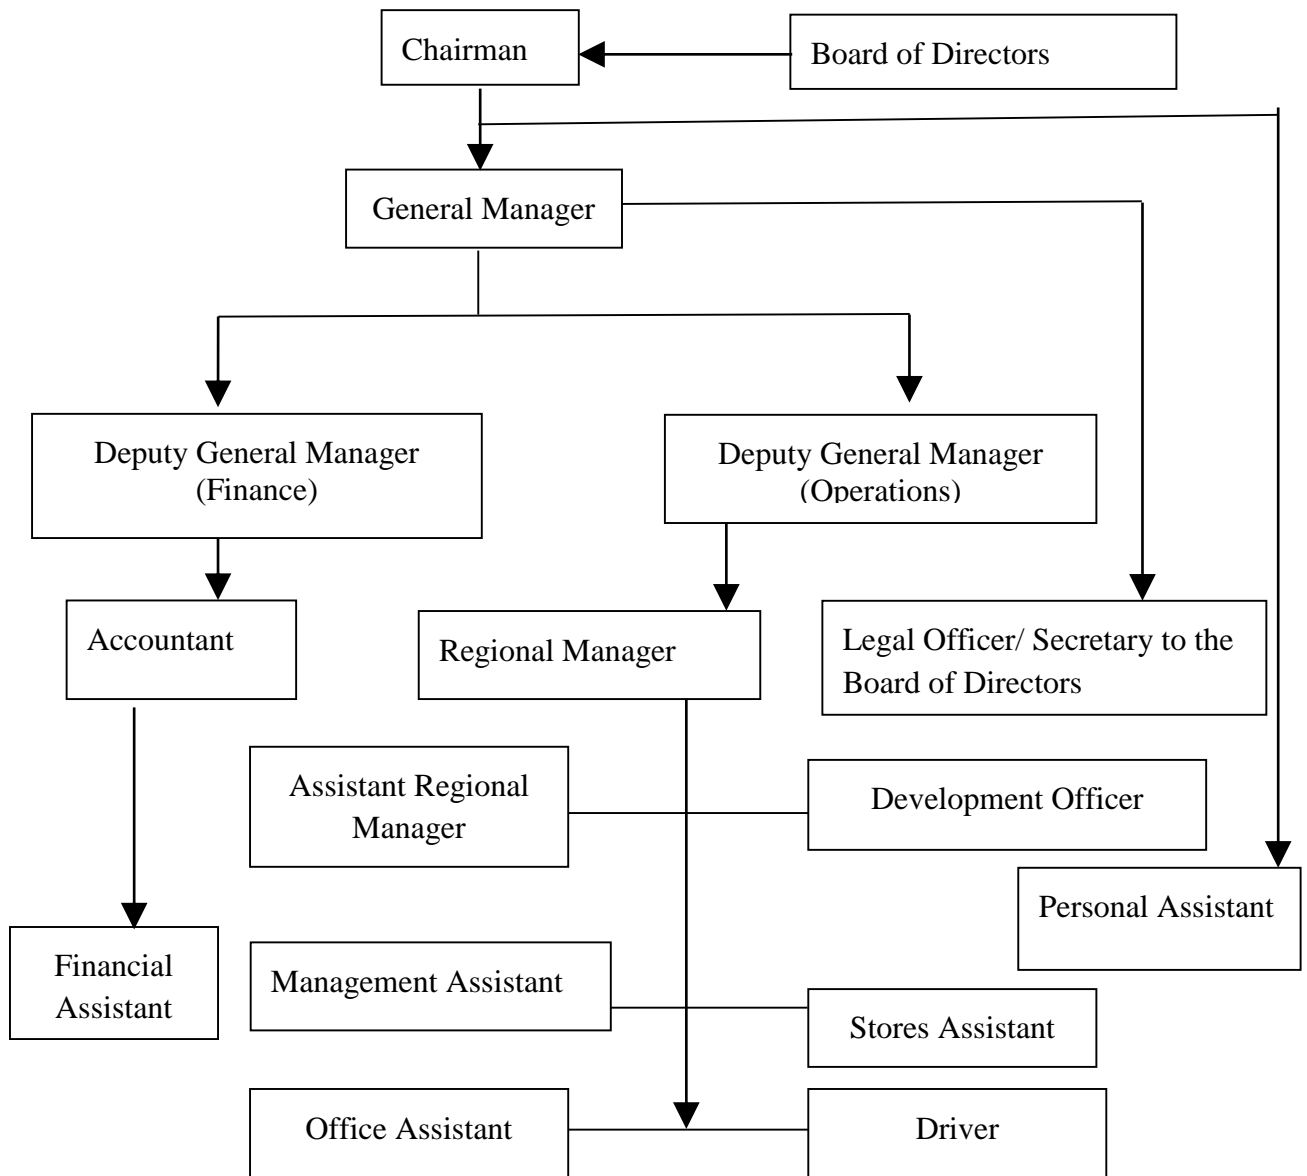 Chairman
Board of Directors
General Manager
Deputy General Manager
(Finance)
Deputy General Manager
(Operations)
Accountant
Regional Manager
Legal Officer/ Secretary to the
Board of Directors
Assistant Regional
Manager
Development Officer
Personal Assistant
Financial
Assistant
Management Assistant
Stores Assistant
Office Assistant
Driver